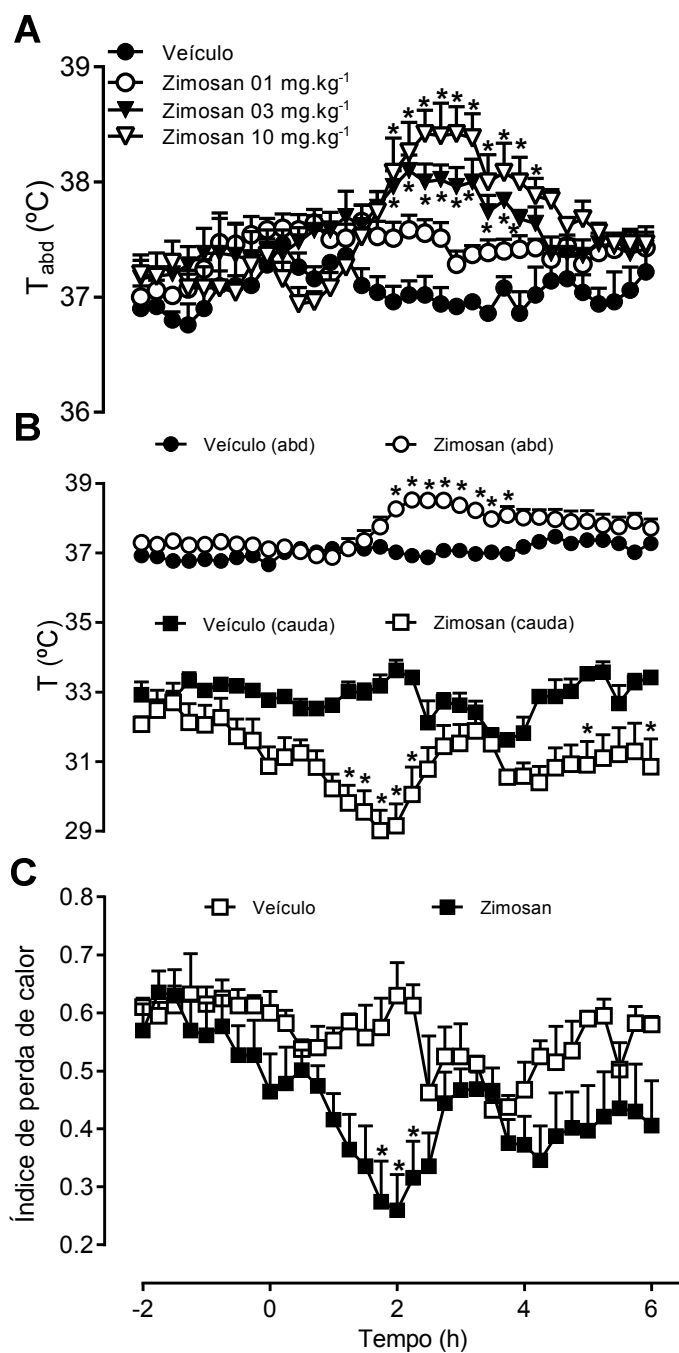 A
Veículo
Zimosan 01 mg.kg⁻¹
Zimosan 03 mg.kg⁻¹
Zimosan 10 mg.kg⁻¹
39
38
37
36
T abd (ºC)
* * * * * * * * * *
* * * * * * * *
B
Veículo (abd) Zimosan (abd)
39
37
35
33
31
29
T (ºC)
* * * * * * * *
Veículo (cauda) Zimosan (cauda)
* * * * * * *
C
Veículo Zimosan
0.8
0.7
0.6
0.5
0.4
0.3
0.2
Índice de perda de calor
* * *
-2 0 2 4 6
Tempo (h)